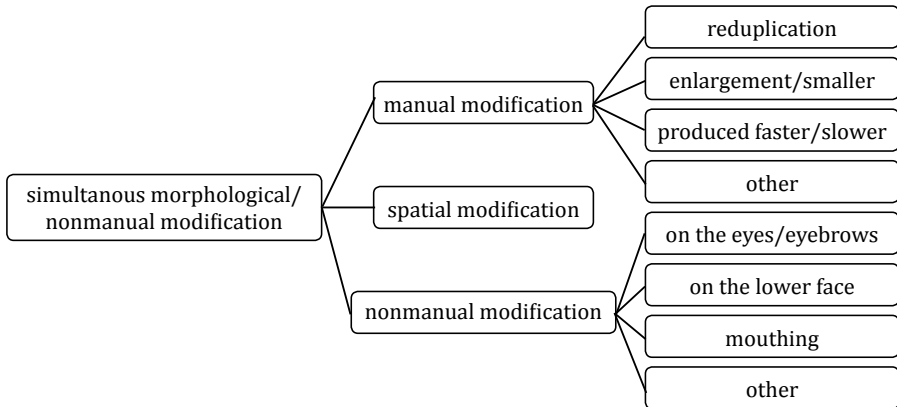 reduplication
enlargement/smaller
manual modification
produced faster/slower
other
simultanous morphological/
nonmanual modification
spatial modification
on the eyes/eyebrows
on the lower face
nonmanual modification
mouthing
other